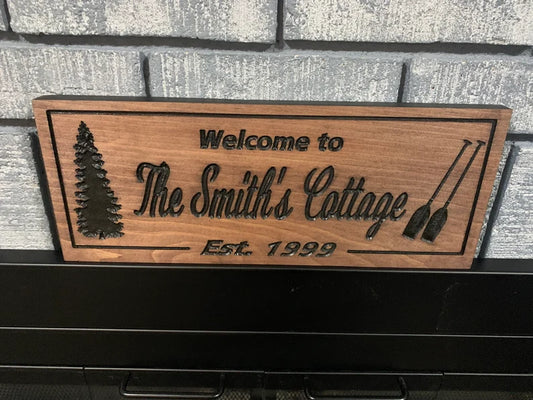 Welcome to
The Smith's Cottage
Est. 1999